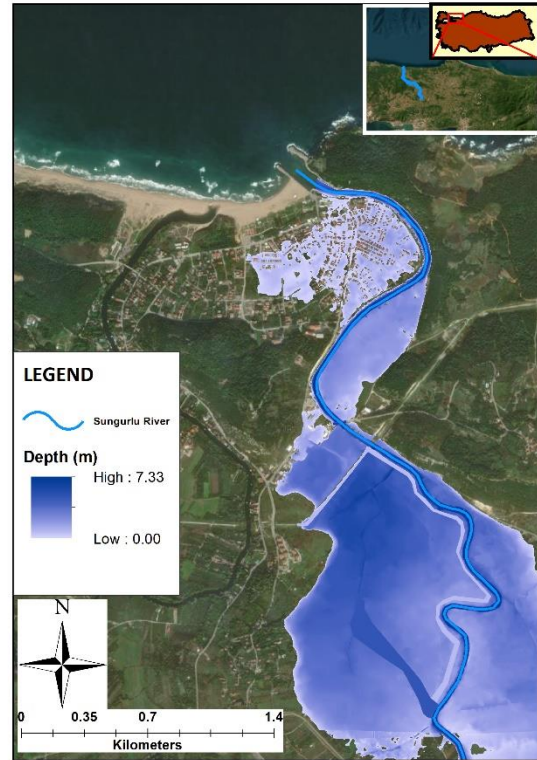 LEGEND
Sungurlu River
Depth (m)
High : 7.33
Low : 0.00
N
0 0.35 0.7 1.4
Kilometers